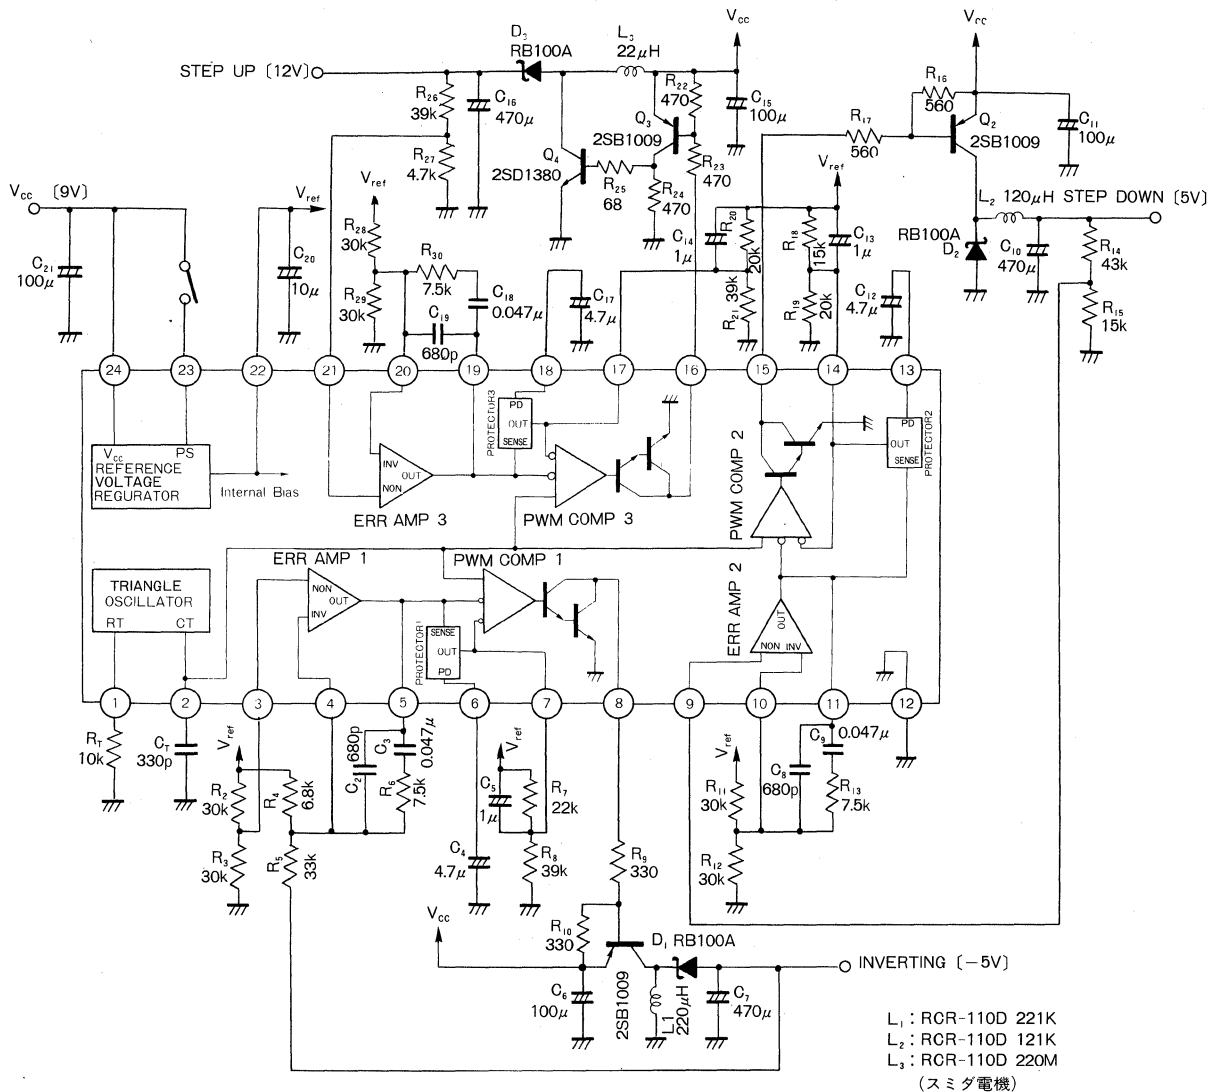 STEP UP (12V)
D₃
RB100A
L₃
22μH
Vcc
R₂₆
39k
C₁₆
470μ
R₂₂
470
C₁₅
100μ
Q₃
2SB1009
Q₄
2SD1380
R₂₇
4.7k
R₂₅
68
R₂₄
470
R₂₃
470
Vcc
R₁₆
560
R₁₇
560
Q₂
2SB1009
C₁₁
100μ
Vcc (9V)
C₂₁
100μ
Vref
C₂₀
10μ
Vref
R₂₈
30k
R₂₉
30k
R₃₀
7.5k
C₁₈
0.047μ
C₁₉
680p
C₁₇
4.7μ
C₁₄
1μ
R₂₀
20k
R₂₁
39k
Vref
R₁₈
15k
R₁₉
20k
C₁₃
1μ
C₁₂
4.7μ
L₂ 120μH STEP DOWN (5V)
RB100A
D₂
C₁₀
470μ
R₁₄
43k
R₁₅
15k
24
23
22
21
20
19
18
17
16
15
14
13
Vcc PS
REFERENCE
VOLTAGE
REGURATOR
Internal Bias
INV
NON
OUT
ERR AMP 3
PROTECTOR3
PD
OUT
SENSE
PWM COMP 3
PWM COMP 2
PD
OUT
SENSE
PROTECTOR2
TRIANGLE
OSCILLATOR
RT CT
ERR AMP 1
NON
OUT
INV
PWM COMP 1
PROTECTOR1
SENSE
OUT
PD
ERR AMP 2
OUT
NON INV
1
2
3
4
5
6
7
8
9
10
11
12
RT
10k
CT
330p
Vref
R₂
30k
R₃
30k
R₄
6.8k
R₅
33k
C₂
680p
C₃
0.047μ
R₆
7.5k
C₄
4.7μ
Vref
C₅
1μ
R₇
22k
R₈
39k
R₉
330
Vref
R₁₁
30k
R₁₂
30k
C₈
680p
C₉
0.047μ
R₁₃
7.5k
Vcc
R₁₀
330
C₆
100μ
2SB1009
D₁ RB100A
L1
220μH
C₇
470μ
INVERTING (−5V)
L₁ : RCR-110D 221K
L₂ : RCR-110D 121K
L₃ : RCR-110D 220M
(スミダ電機)